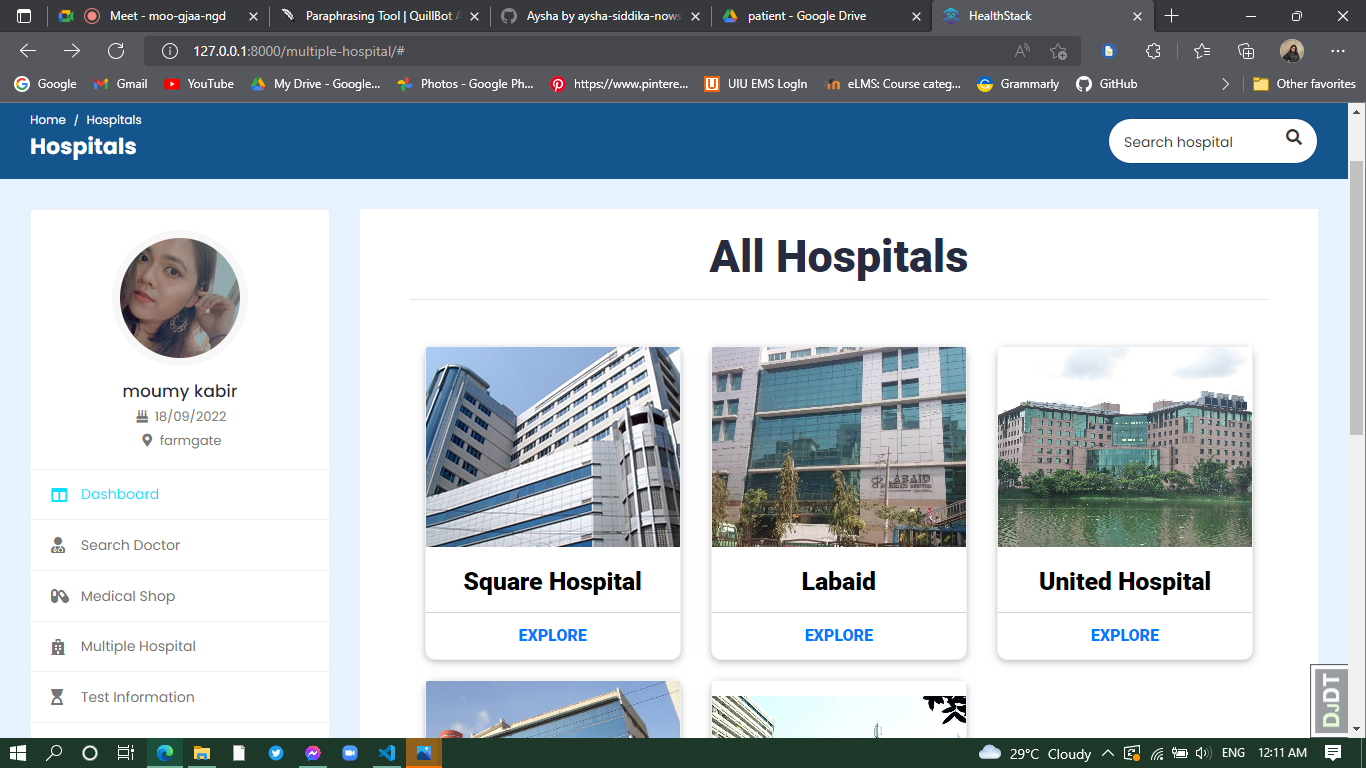 Meet - moo-gjaa-ngd
Paraphrasing Tool | QuillBot A
Aysha by aysha-siddika-nows
patient - Google Drive
HealthStack
127.0.0.1:8000/multiple-hospital/#
Google
Gmail
YouTube
My Drive - Google...
Photos - Google Ph...
https://www.pintere...
UIU EMS LogIn
eLMS: Course categ...
Grammarly
GitHub
Other favorites
Home / Hospitals
Hospitals
Search hospital
moumy kabir
18/09/2022
farmgate
Dashboard
Search Doctor
Medical Shop
Multiple Hospital
Test Information
All Hospitals
LABAID
Square Hospital
Labaid
United Hospital
EXPLORE
EXPLORE
EXPLORE
DJDT
29°C Cloudy
ENG
12:11 AM